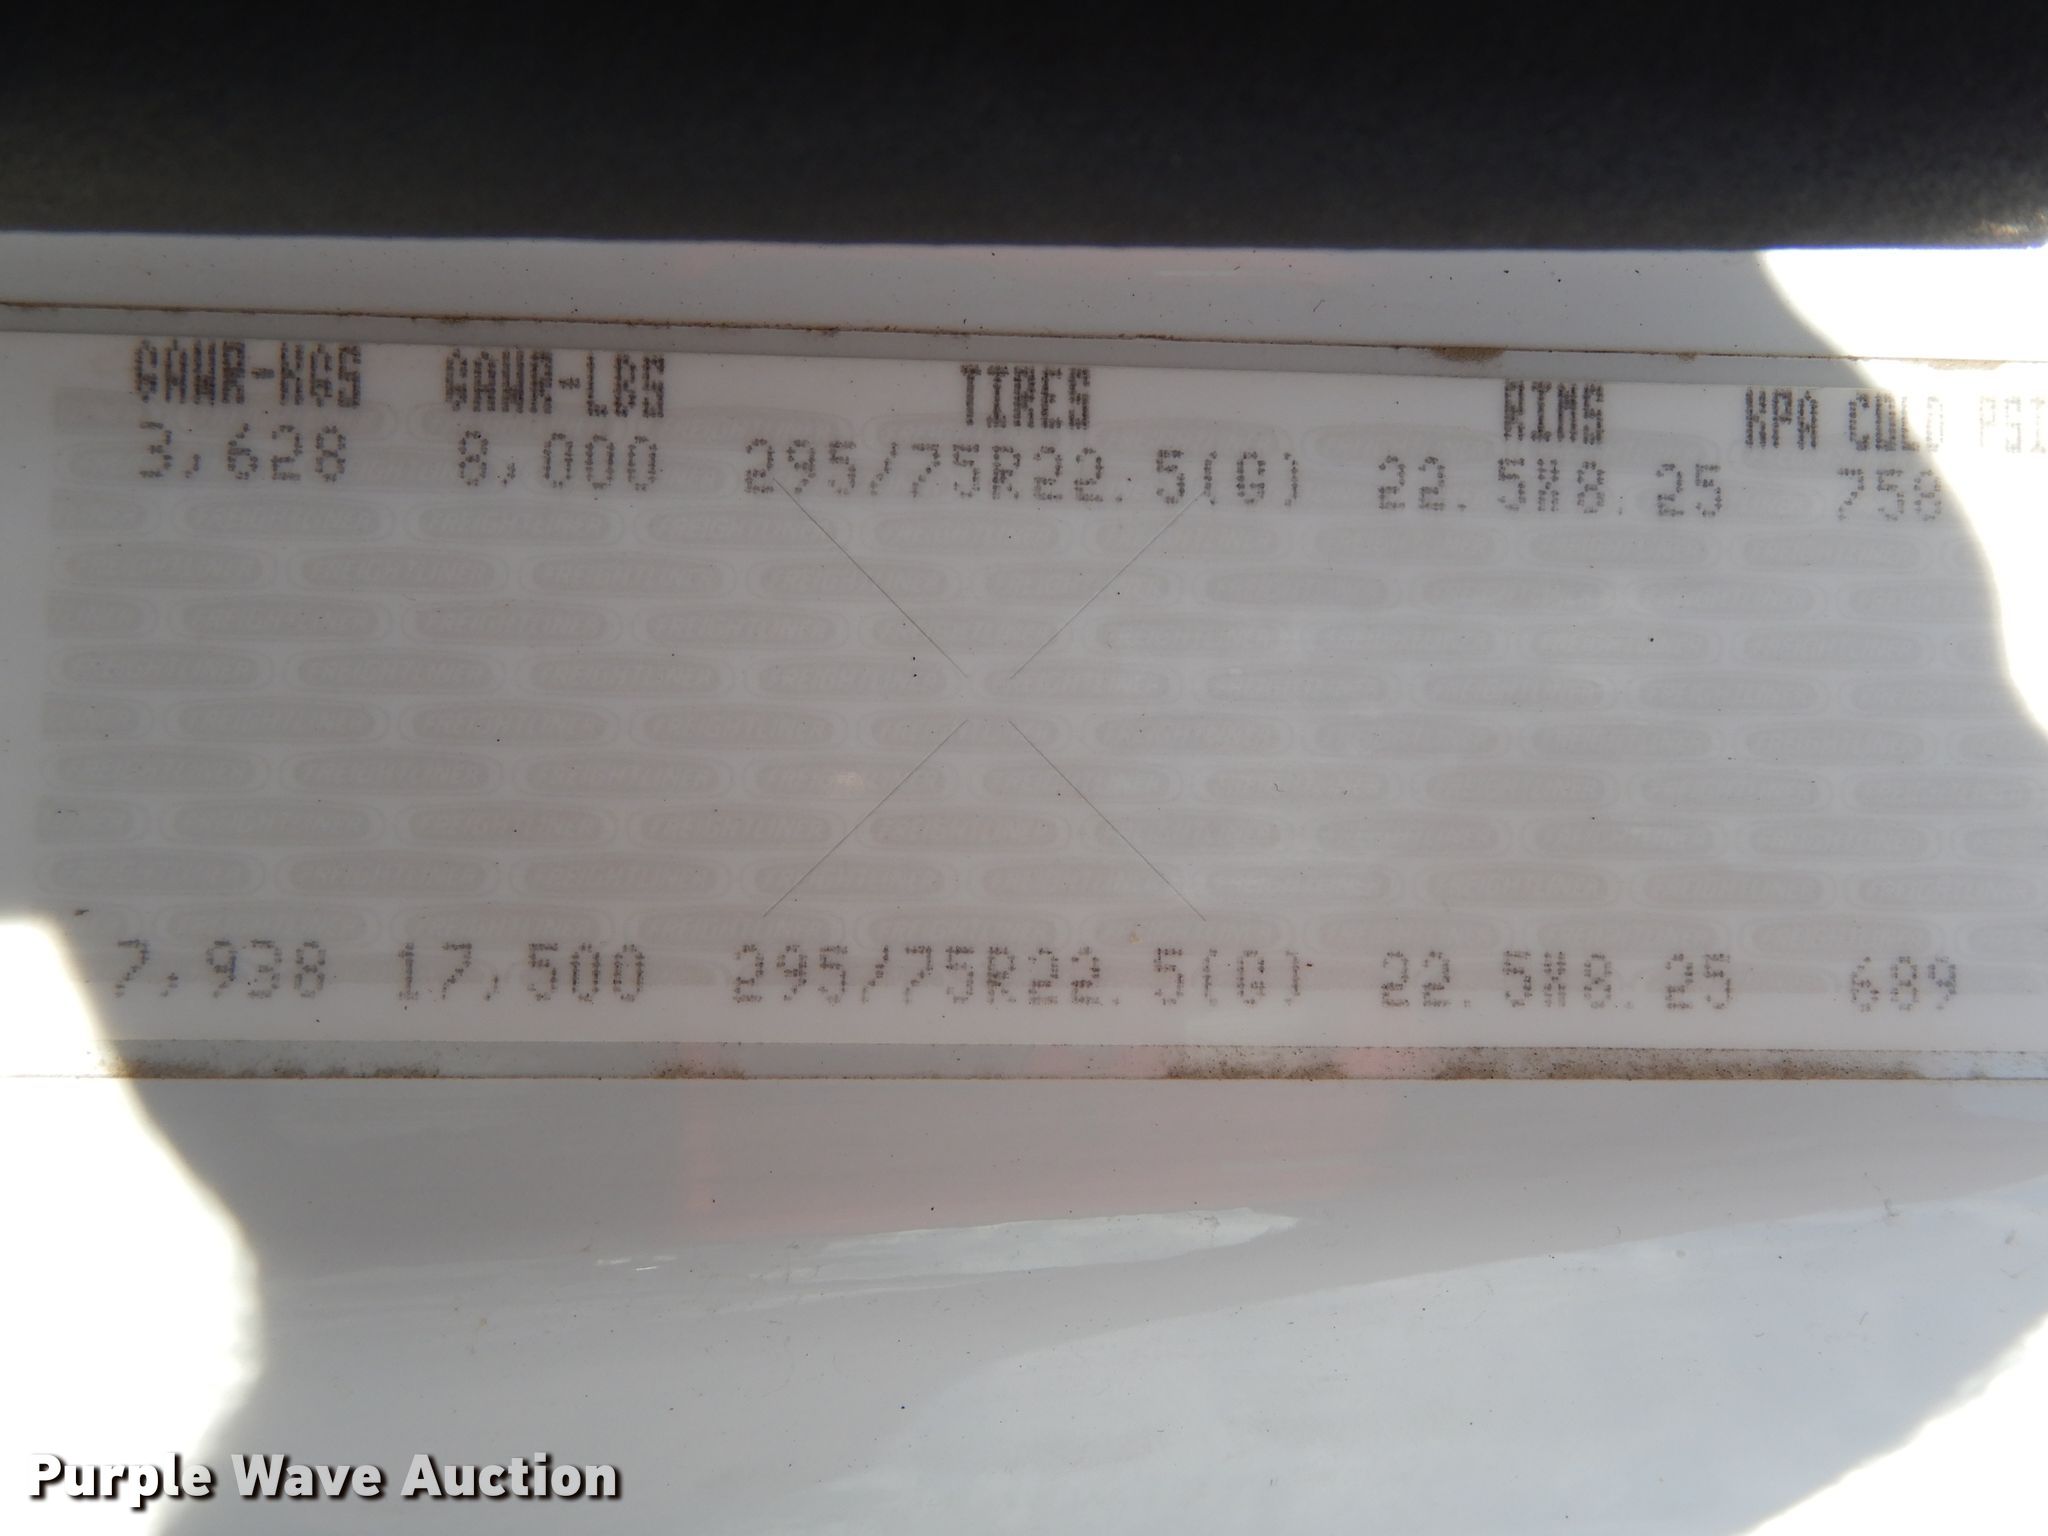 GAWR-KGS GAWR-LBS TIRES RIMS KPA COLD PSI
3,628 8,000 295/75R22.5(G) 22.5X8.25 758
FREIGHTLINER
7,938 17,500 295/75R22.5(G) 22.5X8.25 689
Purple Wave Auction